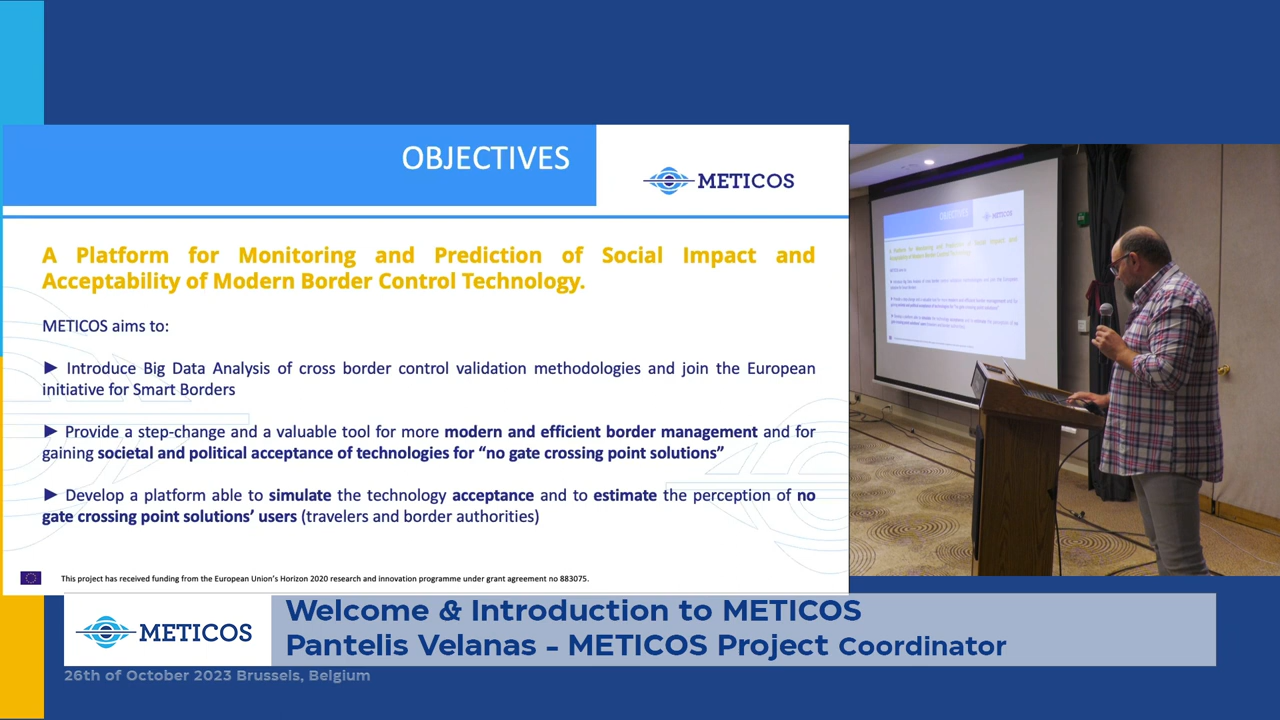 OBJECTIVES
METICOS
A Platform for Monitoring and Prediction of Social Impact and
Acceptability of Modern Border Control Technology.
METICOS aims to:
► Introduce Big Data Analysis of cross border control validation methodologies and join the European
initiative for Smart Borders
► Provide a step-change and a valuable tool for more modern and efficient border management and for
gaining societal and political acceptance of technologies for “no gate crossing point solutions”
► Develop a platform able to simulate the technology acceptance and to estimate the perception of no
gate crossing point solutions’ users (travelers and border authorities)
This project has received funding from the European Union’s Horizon 2020 research and innovation programme under grant agreement no 883075.
OBJECTIVES
METICOS
METICOS
Welcome & Introduction to METICOS
Pantelis Velanas - METICOS Project Coordinator
26th of October 2023 Brussels, Belgium